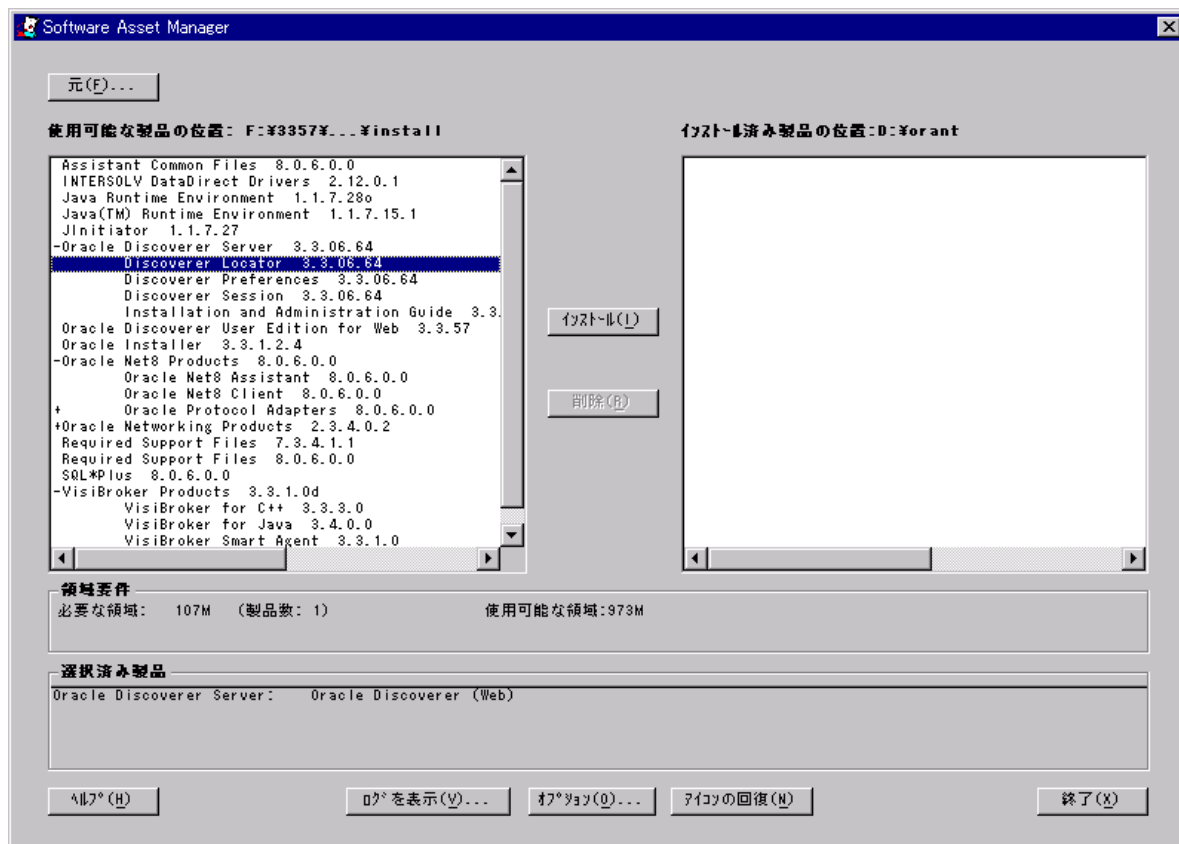 Software Asset Manager
元(F)...
使用可能な製品の位置: F:¥3357¥...¥install
インストール済み製品の位置:D:¥orant
Assistant Common Files 8.0.6.0.0
INTERSOLV DataDirect Drivers 2.12.0.1
Java Runtime Environment 1.1.7.28o
Java(TM) Runtime Environment 1.1.7.15.1
JInitiator 1.1.7.27
-Oracle Discoverer Server 3.3.06.64
Discoverer Locator 3.3.06.64
Discoverer Preferences 3.3.06.64
Discoverer Session 3.3.06.64
Installation and Administration Guide 3.3.
Oracle Discoverer User Edition for Web 3.3.57
Oracle Installer 3.3.1.2.4
-Oracle Net8 Products 8.0.6.0.0
Oracle Net8 Assistant 8.0.6.0.0
Oracle Net8 Client 8.0.6.0.0
+ Oracle Protocol Adapters 8.0.6.0.0
+Oracle Networking Products 2.3.4.0.2
Required Support Files 7.3.4.1.1
Required Support Files 8.0.6.0.0
SQL*Plus 8.0.6.0.0
-VisiBroker Products 3.3.1.0d
VisiBroker for C++ 3.3.3.0
VisiBroker for Java 3.4.0.0
VisiBroker Smart Agent 3.3.1.0
インストール(I)
削除(R)
領域要件
必要な領域: 107M (製品数: 1) 使用可能な領域:973M
選択済み製品
Oracle Discoverer Server: Oracle Discoverer (Web)
ヘルプ(H) ログを表示(V)... オプション(O)... アイコンの回復(N) 終了(X)